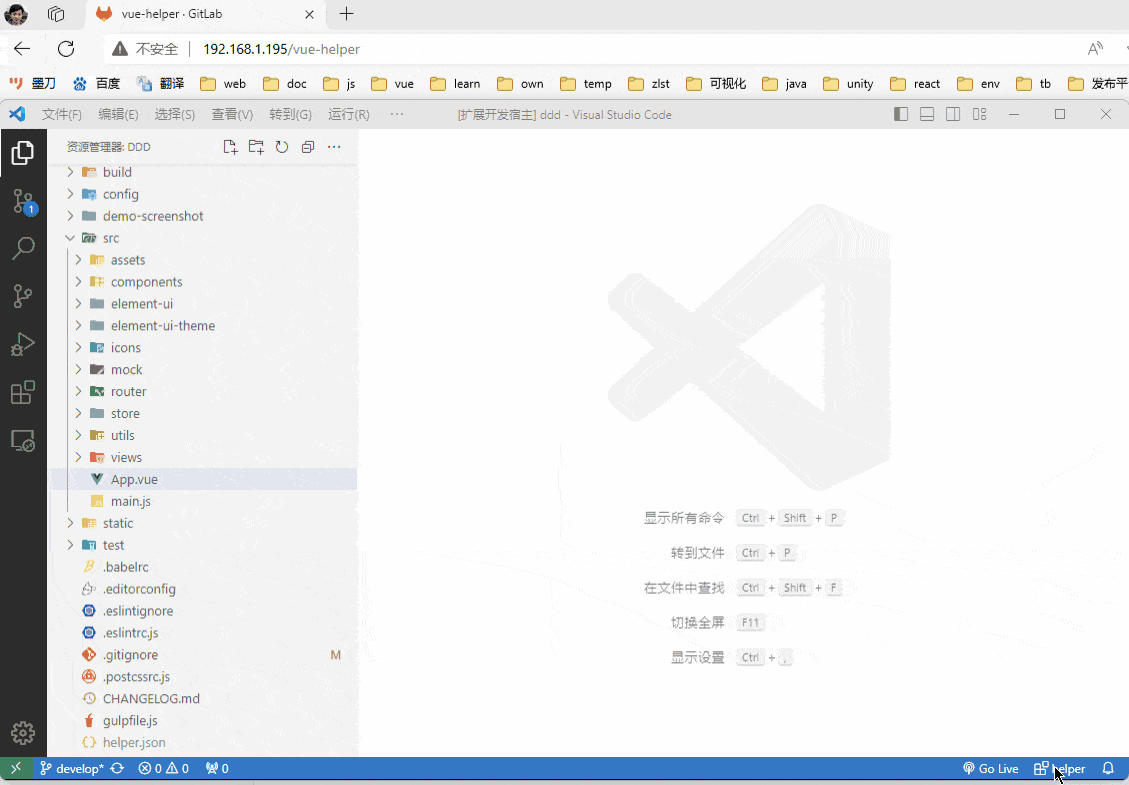 vue-helper · GitLab
不安全 192.168.1.195/vue-helper
墨刀 百度 翻译 web doc js vue learn own temp zlst 可视化 java unity react env tb 发布平
文件(F) 编辑(E) 选择(S) 查看(V) 转到(G) 运行(R) ··· [扩展开发宿主] ddd - Visual Studio Code
资源管理器: DDD
build
config
demo-screenshot
src
assets
components
element-ui
element-ui-theme
icons
mock
router
store
utils
views
App.vue
main.js
static
test
.babelrc
.editorconfig
.eslintignore
.eslintrc.js
.gitignore M
.postcssrc.js
CHANGELOG.md
gulpfile.js
helper.json
1
显示所有命令 Ctrl + Shift + P
转到文件 Ctrl + P
在文件中查找 Ctrl + Shift + F
切换全屏 F11
显示设置 Ctrl + ,
develop* 0 0 0 Go Live helper